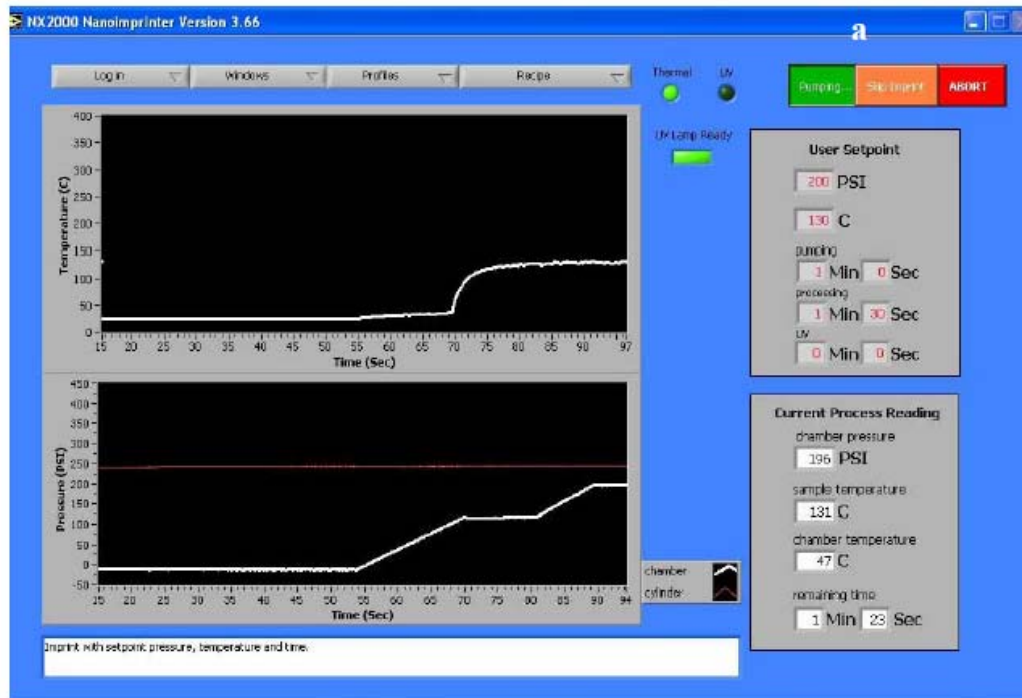 NX2000 Nanoimprinter Version 3.66
a
Log in Windows Profiles Recipe
Thermal UV
Pumping... Skip Imprint ABORT
UV Lamp Ready
400
350
300
250
200
150
100
50
0
Temperature (C)
15 20 25 30 35 40 45 50 55 60 65 70 75 80 85 90 97
Time (Sec)
450
400
350
300
250
200
150
100
50
0
-50
Pressure (PSI)
15 20 25 30 35 40 45 50 55 60 65 70 75 80 85 90 94
Time (Sec)
chamber
cylinder
Imprint with setpoint pressure, temperature and time.
User Setpoint
200 PSI
130 C
pumping
1 Min 0 Sec
processing
1 Min 30 Sec
UV
0 Min 0 Sec
Current Process Reading
chamber pressure
196 PSI
sample temperature
131 C
chamber temperature
47 C
remaining time
1 Min 23 Sec